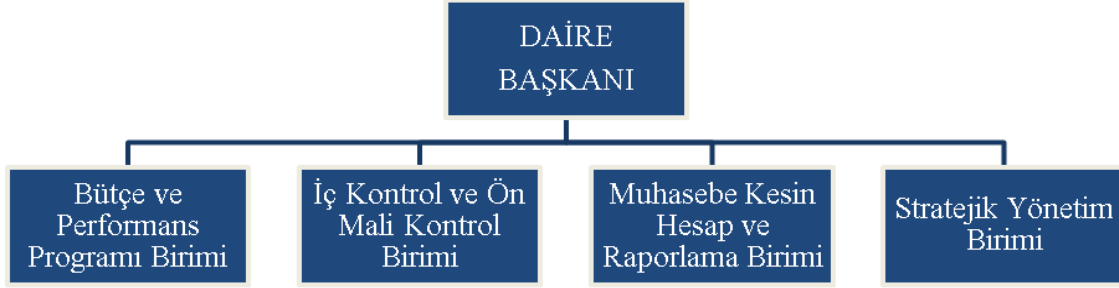 DAİRE
BAŞKANI
Bütçe ve
Performans
Programı Birimi
İç Kontrol ve Ön
Mali Kontrol
Birimi
Muhasebe Kesin
Hesap ve
Raporlama Birimi
Stratejik Yönetim
Birimi